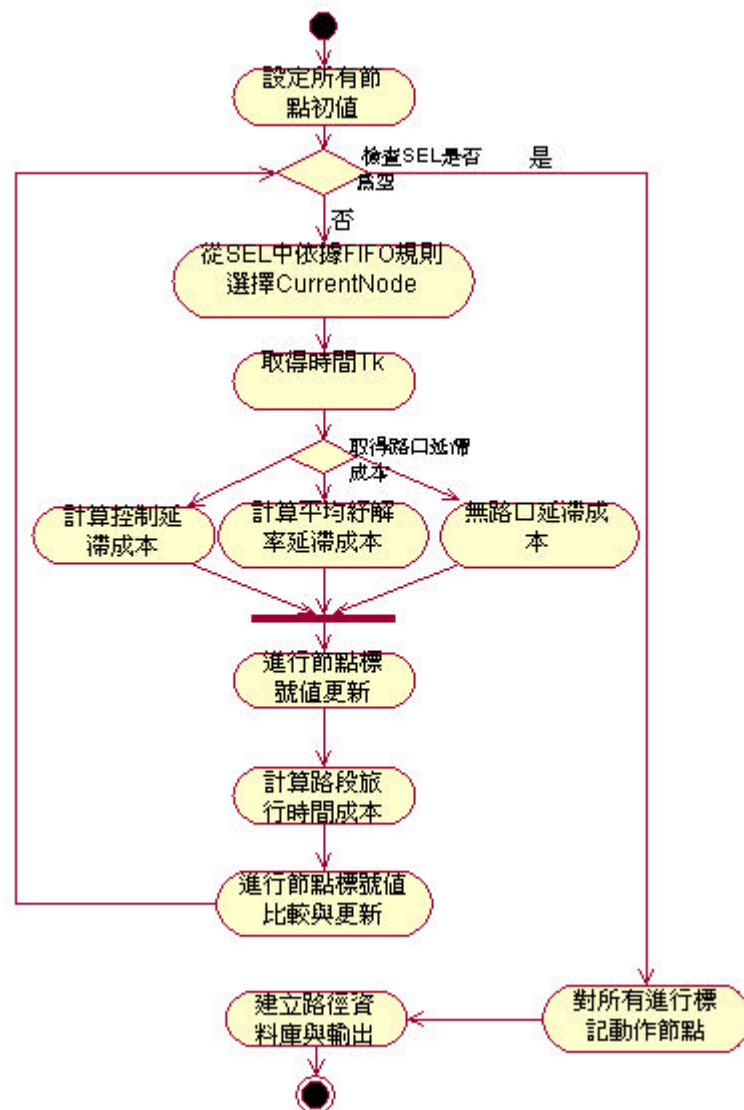 設定所有節
點初值
檢查SEL是否
為空
是
否
從SEL中依據FIFO規則
選擇CurrentNode
取得時間Tk
取得路口延滯
成本
計算控制延
滯成本
計算平均紓解
率延滯成本
無路口延滯成
本
進行節點標
號值更新
計算路段旅
行時間成本
進行節點標號值
比較與更新
建立路徑資
料庫與輸出
對所有進行標
記動作節點